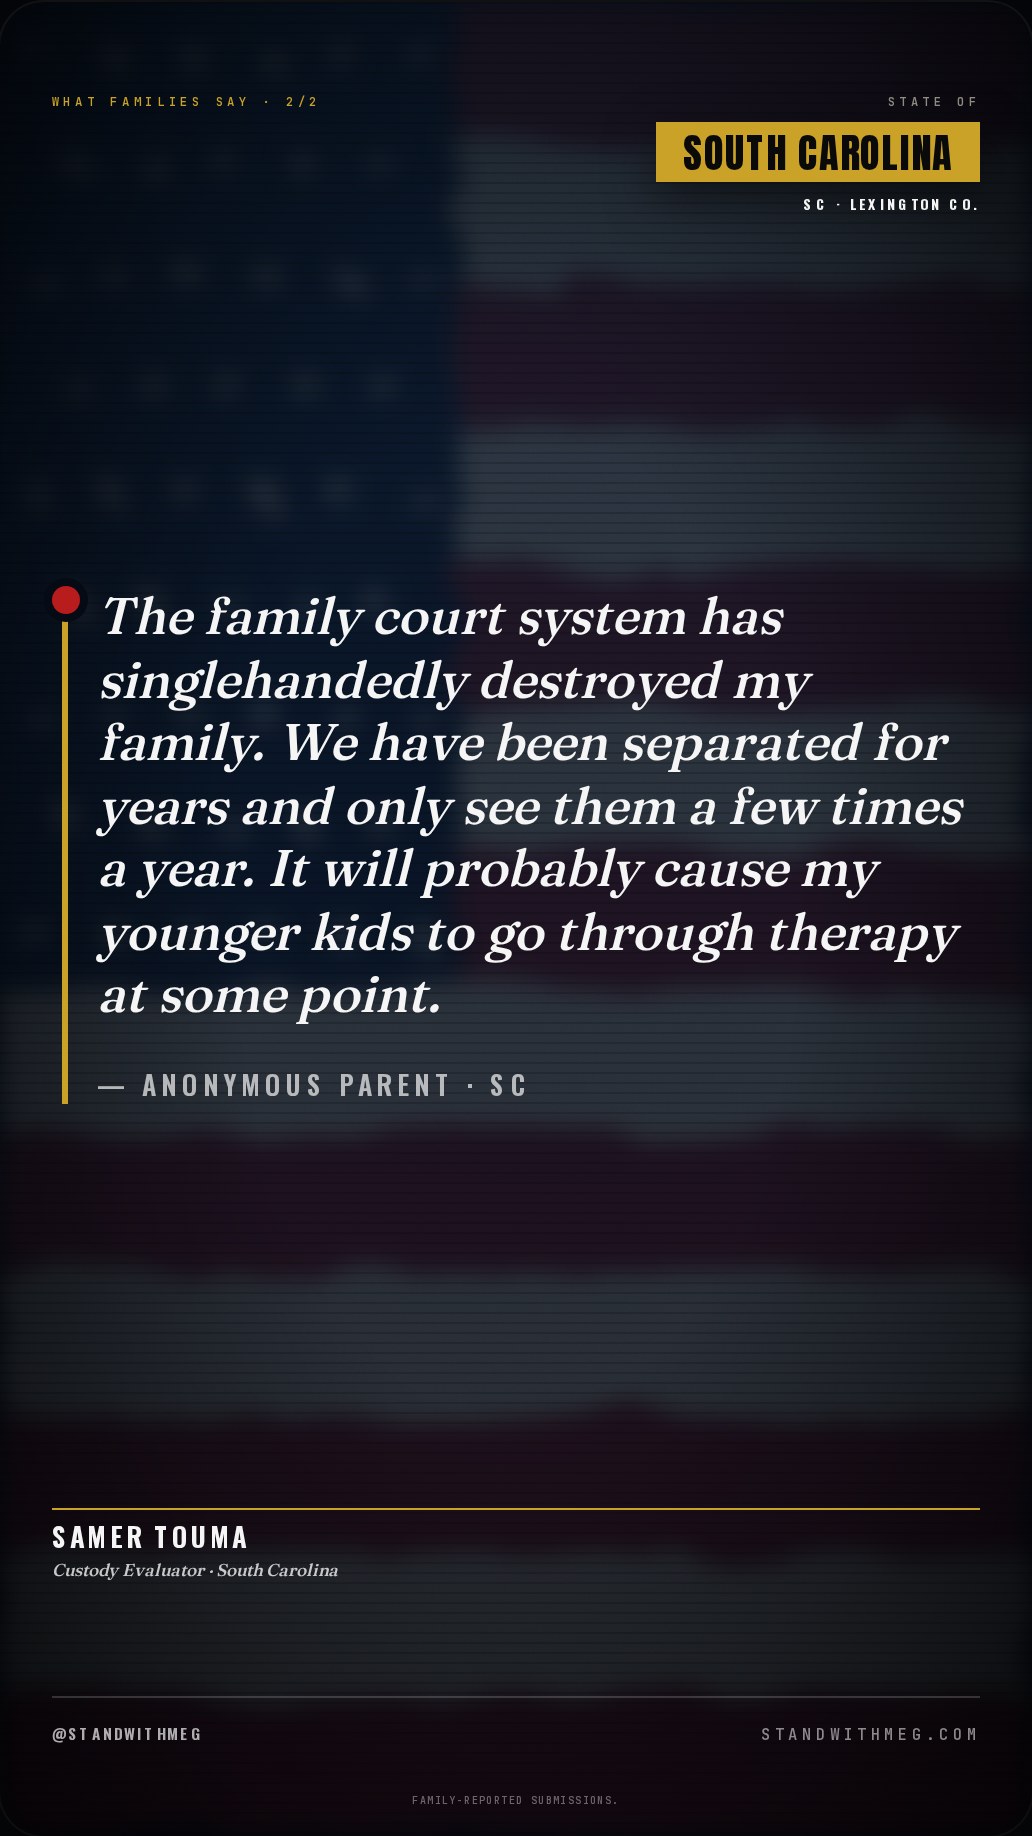 WHAT FAMILIES SAY · 2/2
STATE OF
SOUTH CAROLINA
SC · LEXINGTON CO.
The family court system has
singlehandedly destroyed my
family. We have been separated for
years and only see them a few times
a year. It will probably cause my
younger kids to go through therapy
at some point.
— ANONYMOUS PARENT · SC
SAMER TOUMA
Custody Evaluator · South Carolina
@STANDWITHMEG
STANDWITHMEG.COM
FAMILY-REPORTED SUBMISSIONS.